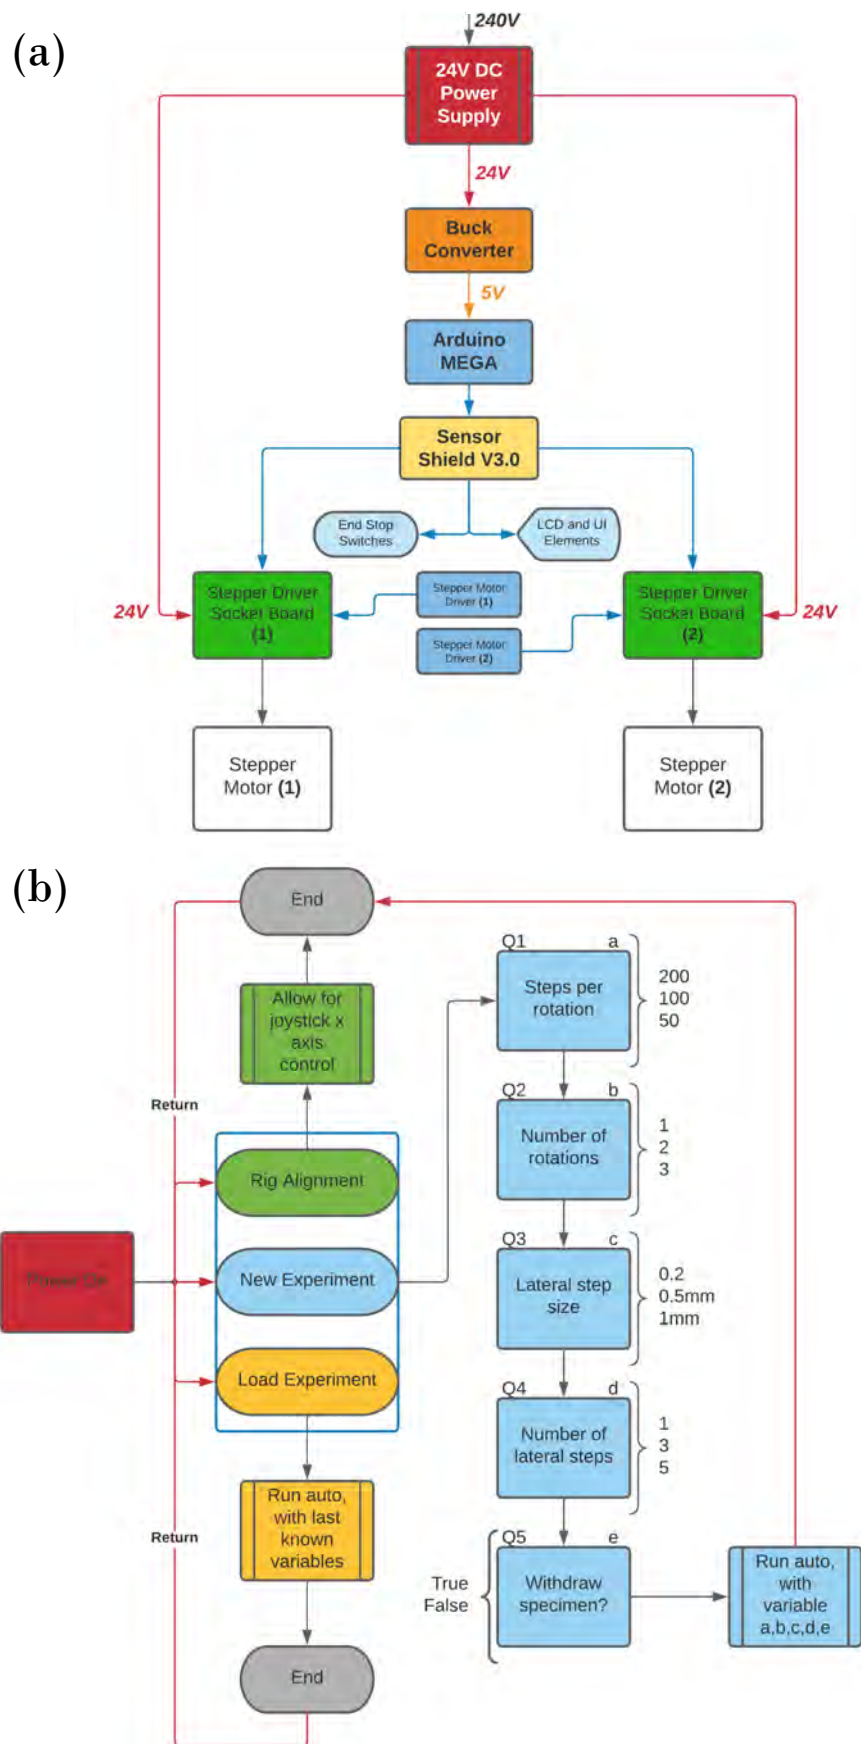 (a)
240V
24V DC
Power
Supply
24V
Buck
Converter
5V
Arduino
MEGA
Sensor
Shield V3.0
End Stop
Switches
LCD and UI
Elements
24V
Stepper Driver
Socket Board
(1)
Stepper Motor
Driver (1)
Stepper Motor
Driver (2)
Stepper Driver
Socket Board
(2)
24V
Stepper
Motor (1)
Stepper
Motor (2)
(b)
End
Allow for
joystick x
axis
control
Return
Rig Alignment
Power On
New Experiment
Load Experiment
Run auto,
with last
known
variables
Return
End
Q1 a
Steps per
rotation
200
100
50
Q2 b
Number of
rotations
1
2
3
Q3 c
Lateral step
size
0.2
0.5mm
1mm
Q4 d
Number of
lateral steps
1
3
5
Q5 e
True
False
Withdraw
specimen?
Run auto,
with
variable
a,b,c,d,e